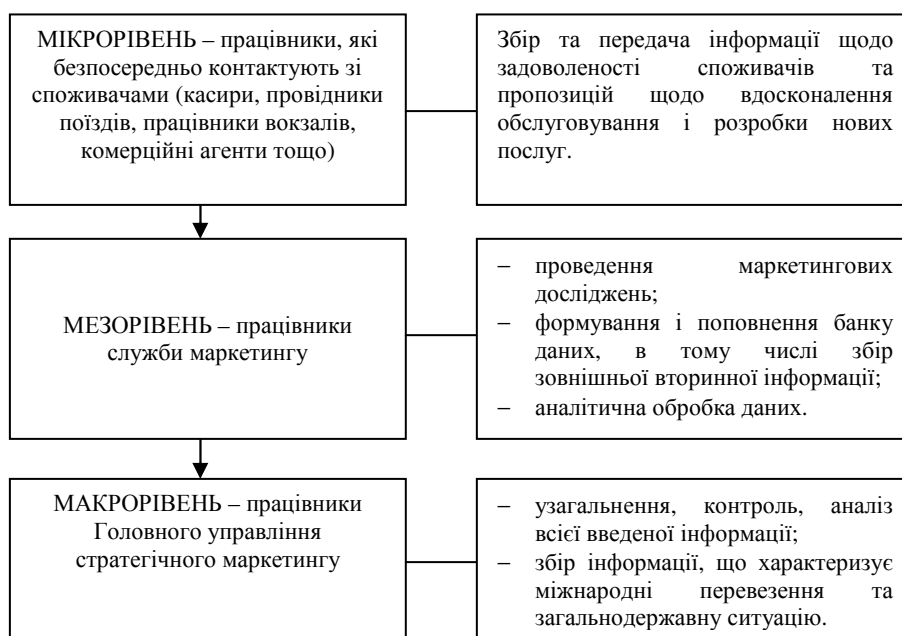 МІКРОРІВЕНЬ – працівники, які
безпосередньо контактують зі
споживачами (касири, провідники
поїздів, працівники вокзалів,
комерційні агенти тощо)
Збір та передача інформації щодо
задоволеності споживачів та
пропозицій щодо вдосконалення
обслуговування і розробки нових
послуг.
МЕЗОРІВЕНЬ – працівники
служби маркетингу
– проведення маркетингових
досліджень;
– формування і поповнення банку
даних, в тому числі збір
зовнішньої вторинної інформації;
– аналітична обробка даних.
МАКРОРІВЕНЬ – працівники
Головного управління
стратегічного маркетингу
– узагальнення, контроль, аналіз
всієї введеної інформації;
– збір інформації, що характеризує
міжнародні перевезення та
загальнодержавну ситуацію.